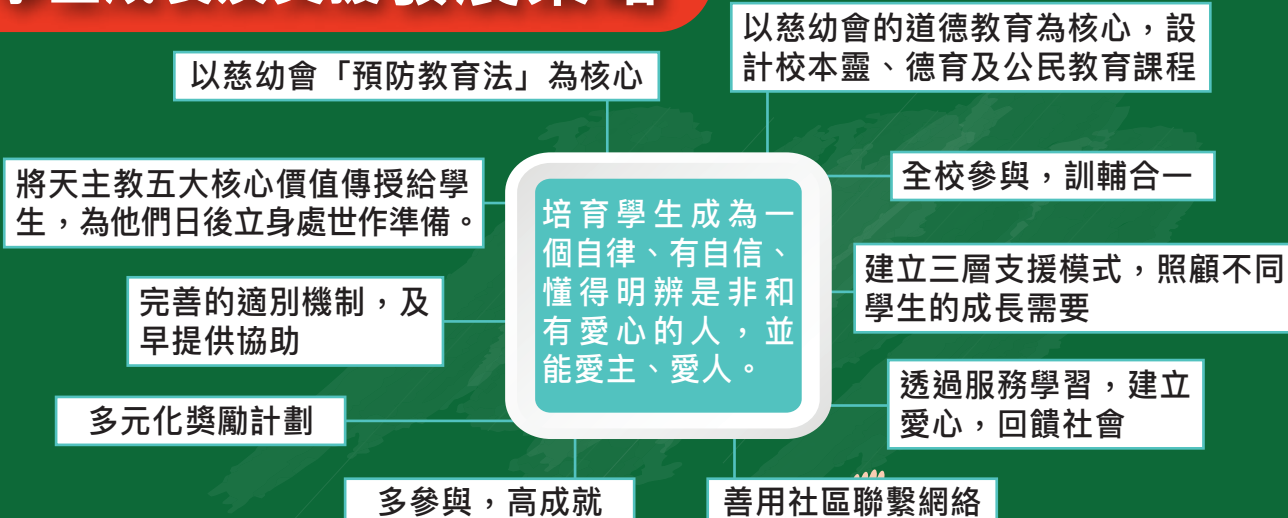 以慈幼會「預防教育法」為核心
以慈幼會的道德教育為核心，設
計校本靈、德育及公民教育課程
將天主教五大核心價值傳授給學
生，為他們日後立身處世作準備。
全校參與，訓輔合一
培育學生成為一
個自律、有自信、
懂得明辨是非和
有愛心的人，並
能愛主、愛人。
完善的適別機制，及
早提供協助
建立三層支援模式，照顧不同
學生的成長需要
多元化獎勵計劃
透過服務學習，建立
愛心，回饋社會
多參與，高成就
善用社區聯繫網絡